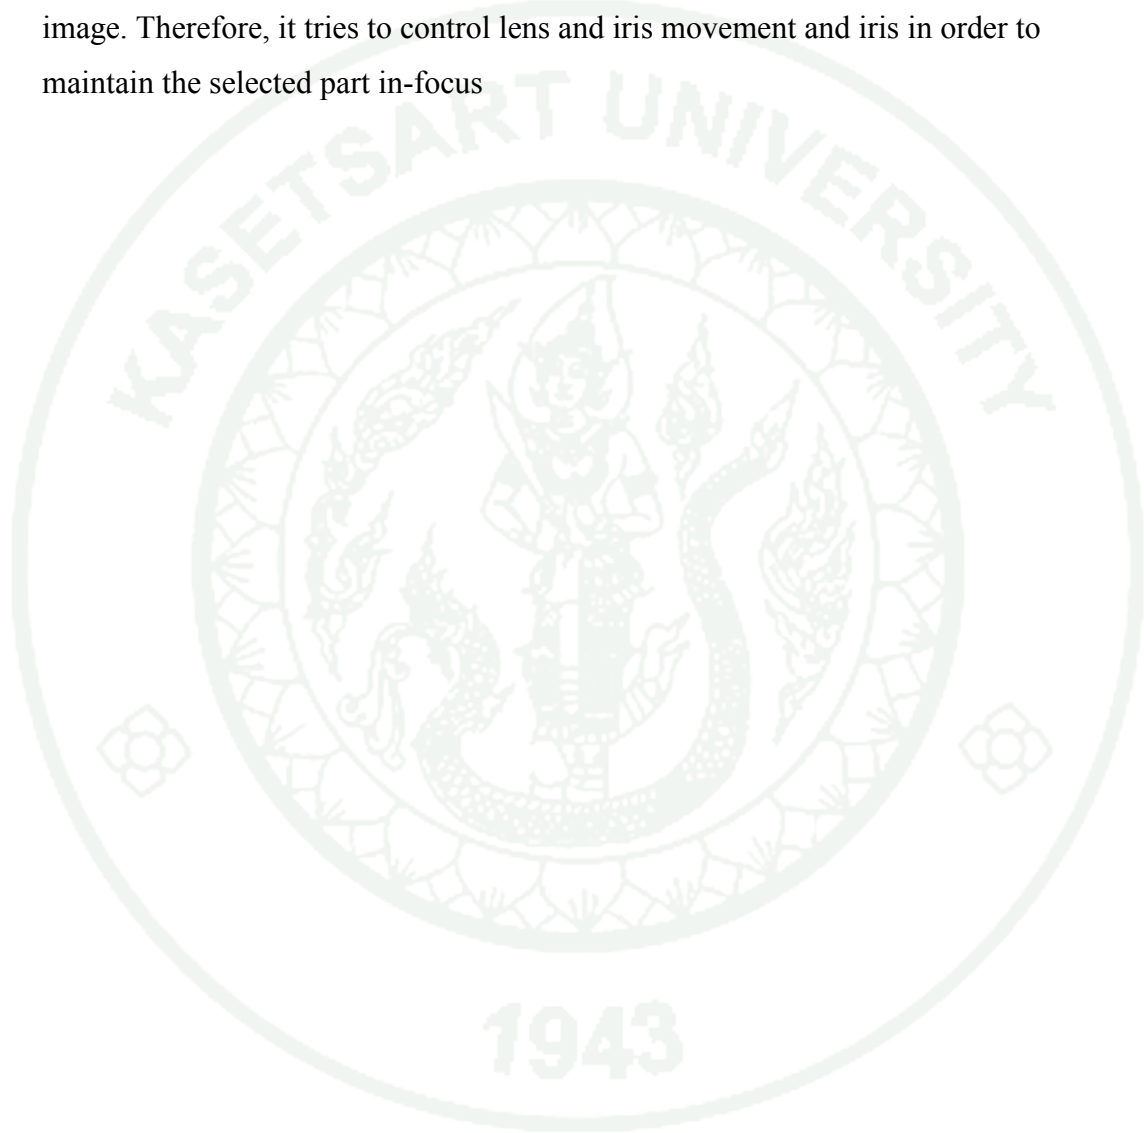 image. Therefore, it tries to control lens and iris movement and iris in order to
maintain the selected part in-focus
KASETSART UNIVERSITY
1943